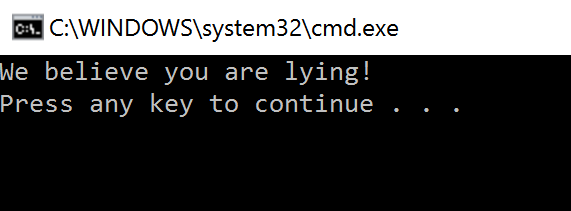 C:\WINDOWS\system32\cmd.exe
We believe you are lying!
Press any key to continue . . .